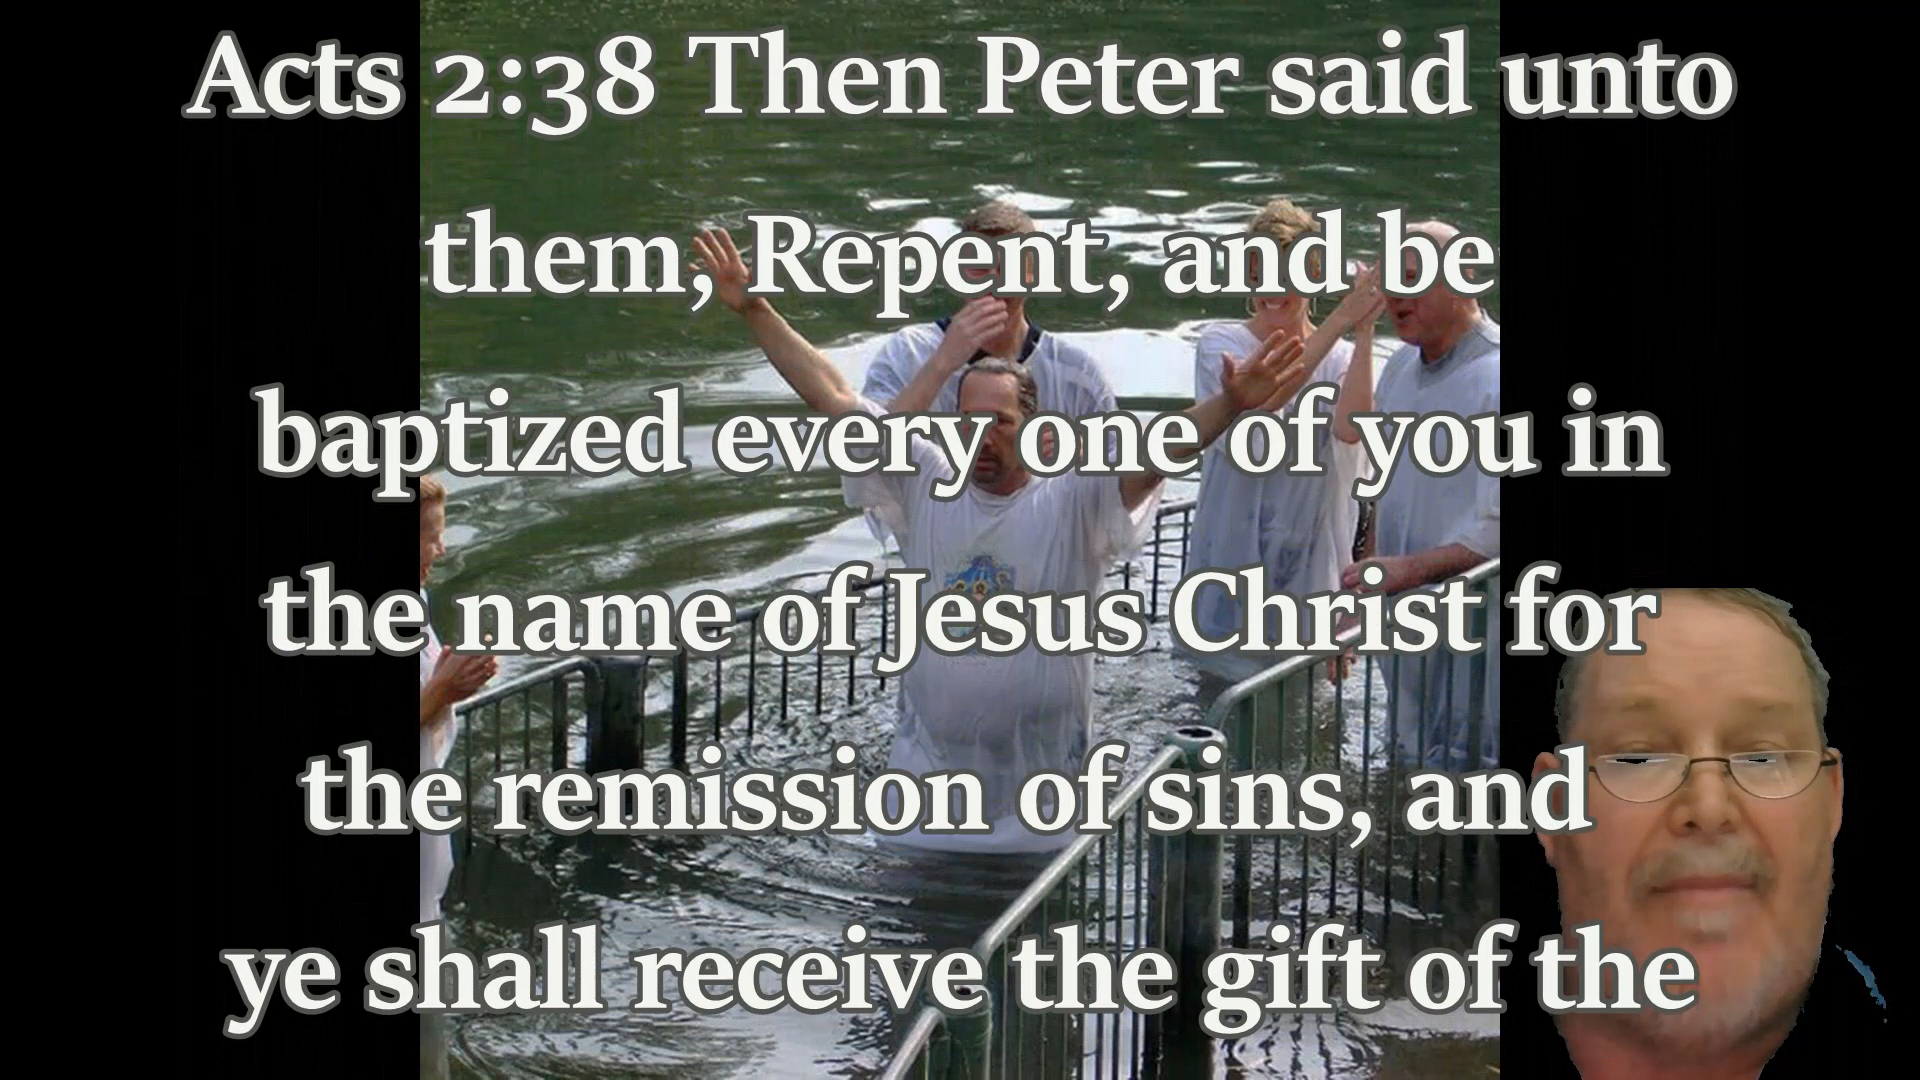 Acts 2:38 Then Peter said unto
them, Repent, and be
baptized every one of you in
the name of Jesus Christ for
the remission of sins, and
ye shall receive the gift of the